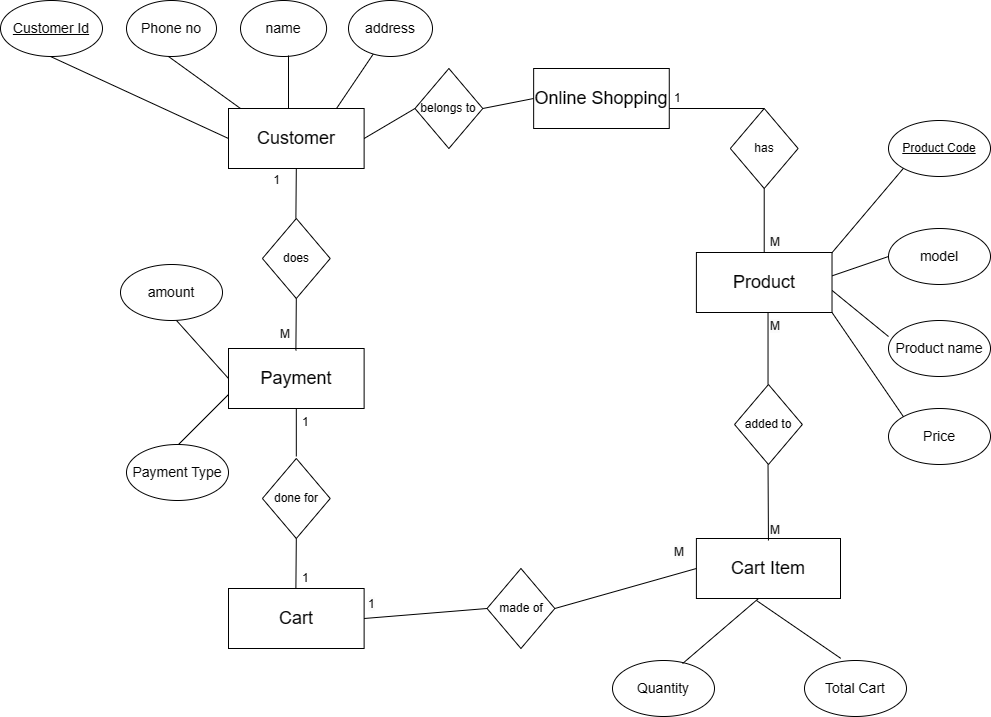 Customer Id
Phone no
name
address
Online Shopping
1
belongs to
Customer
has
Product Code
1
does
M
model
Product
amount
M
M
Product name
Payment
1
added to
Price
Payment Type
done for
M
M
1
Cart Item
1
Cart
made of
Quantity
Total Cart